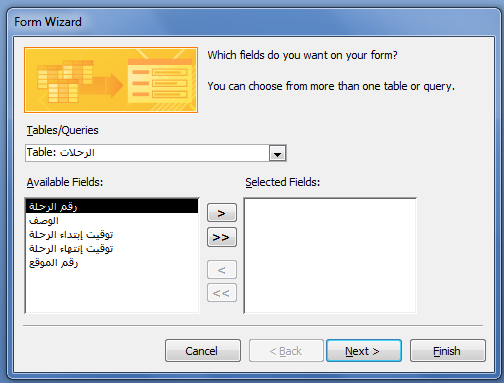 Form Wizard
Which fields do you want on your form?
You can choose from more than one table or query.
Tables/Queries
Table: الرحلات
Available Fields:
Selected Fields:
رقم الرحلة
الوصف
توقيت إبتداء الرحلة
توقيت إنتهاء الرحلة
رقم الموقع
>
>>
<
<<
Cancel
< Back
Next >
Finish